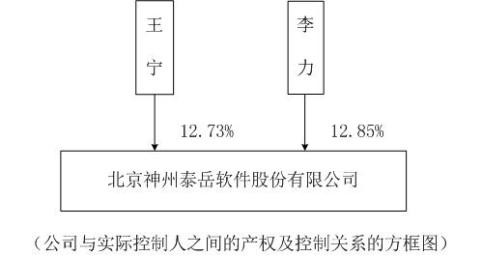 王宁
李力
12.73%
12.85%
北京神州泰岳软件股份有限公司
（公司与实际控制人之间的产权及控制关系的方框图）